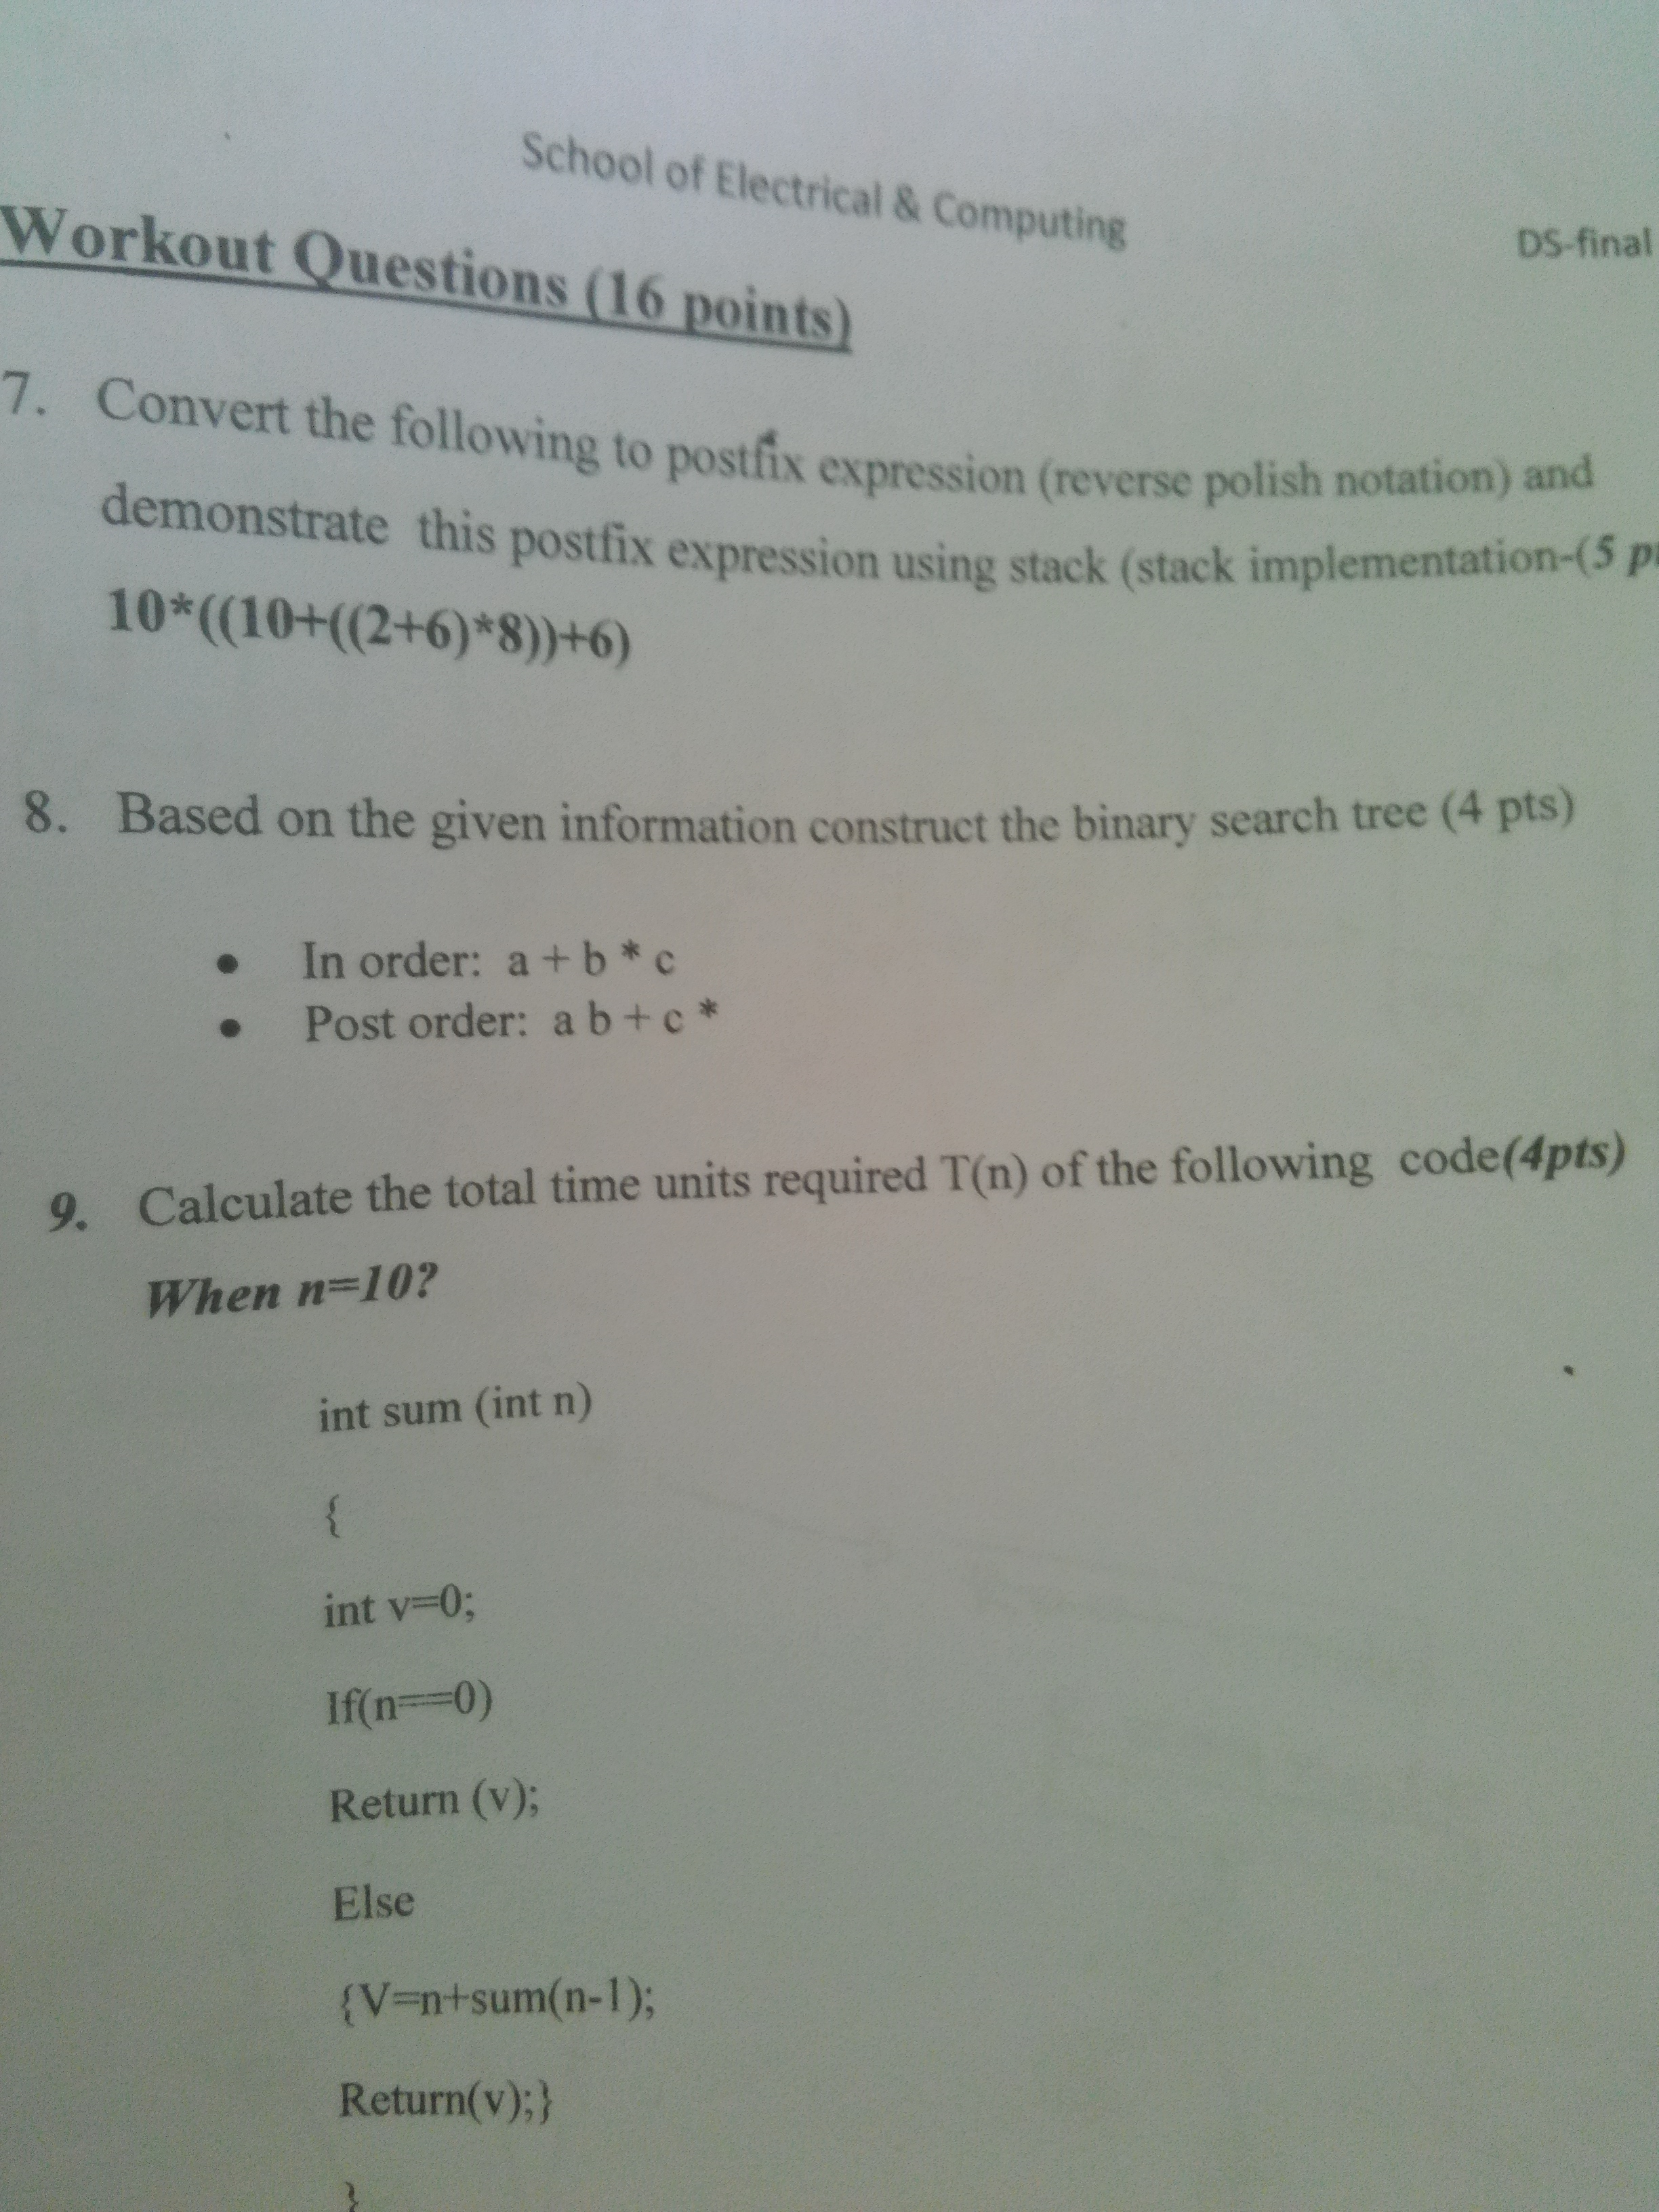 School of Electrical & Computing
DS-final
Workout Questions (16 points)
7. Convert the following to postfix expression (reverse polish notation) and
demonstrate this postfix expression using stack (stack implementation-(5
10*((10+((2+6)*8))+6)
8. Based on the given information construct the binary search tree (4 pts)
• In order: a + b * c
• Post order: a b + c *
9. Calculate the total time units required T(n) of the following code(4pts)
When n=10?
int sum (int n)
{
int v=0;
If(n==0)
Return (v);
Else
{V=n+sum(n-1);
Return(v);}
}